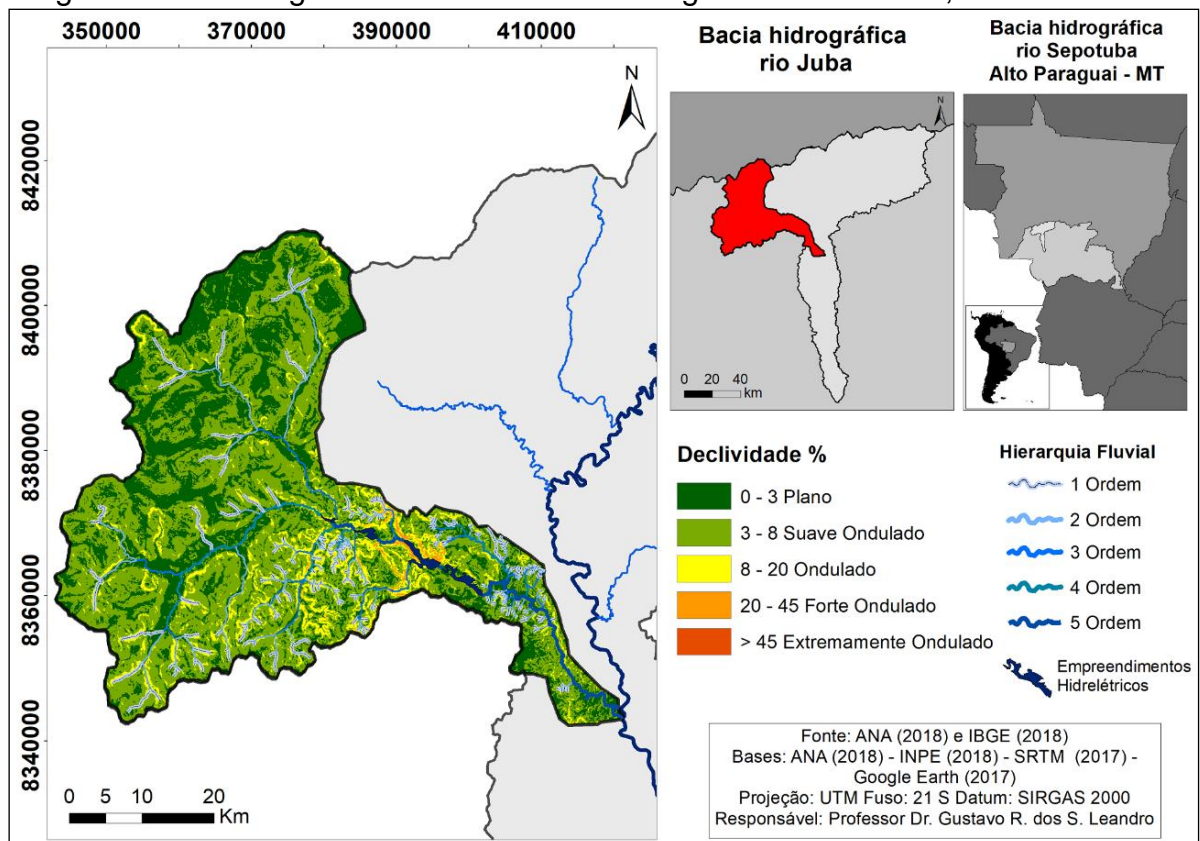 350000 370000 390000 410000
8420000
8400000
8380000
8360000
8340000
N
0 5 10 20
Km
Bacia hidrográfica
rio Juba
N
0 20 40
km
Bacia hidrográfica
rio Sepotuba
Alto Paraguai - MT
Declividade %
0 - 3 Plano
3 - 8 Suave Ondulado
8 - 20 Ondulado
20 - 45 Forte Ondulado
> 45 Extremamente Ondulado
Hierarquia Fluvial
1 Ordem
2 Ordem
3 Ordem
4 Ordem
5 Ordem
Empreendimentos
Hidrelétricos
Fonte: ANA (2018) e IBGE (2018)
Bases: ANA (2018) - INPE (2018) - SRTM (2017) -
Google Earth (2017)
Projeção: UTM Fuso: 21 S Datum: SIRGAS 2000
Responsável: Professor Dr. Gustavo R. dos S. Leandro